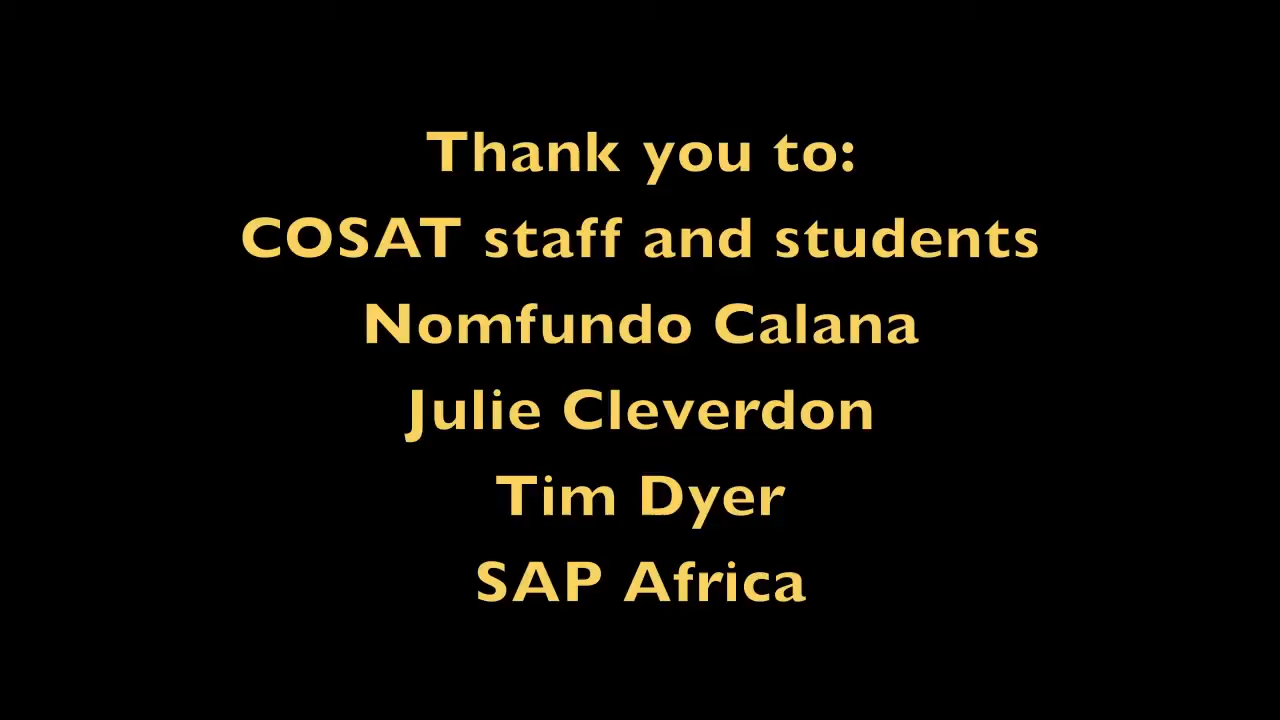 Thank you to:
COSAT staff and students
Nomfundo Calana
Julie Cleverdon
Tim Dyer
SAP Africa